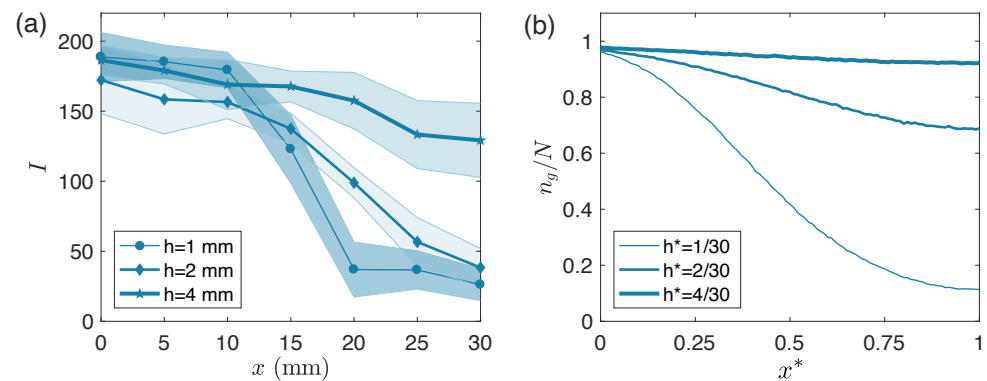 (a)
I
200
150
100
50
0
h=1 mm
h=2 mm
h=4 mm
0 5 10 15 20 25 30
x (mm)
(b)
n_g/N
1
0.8
0.6
0.4
0.2
0
h*=1/30
h*=2/30
h*=4/30
0 0.25 0.5 0.75 1
x*